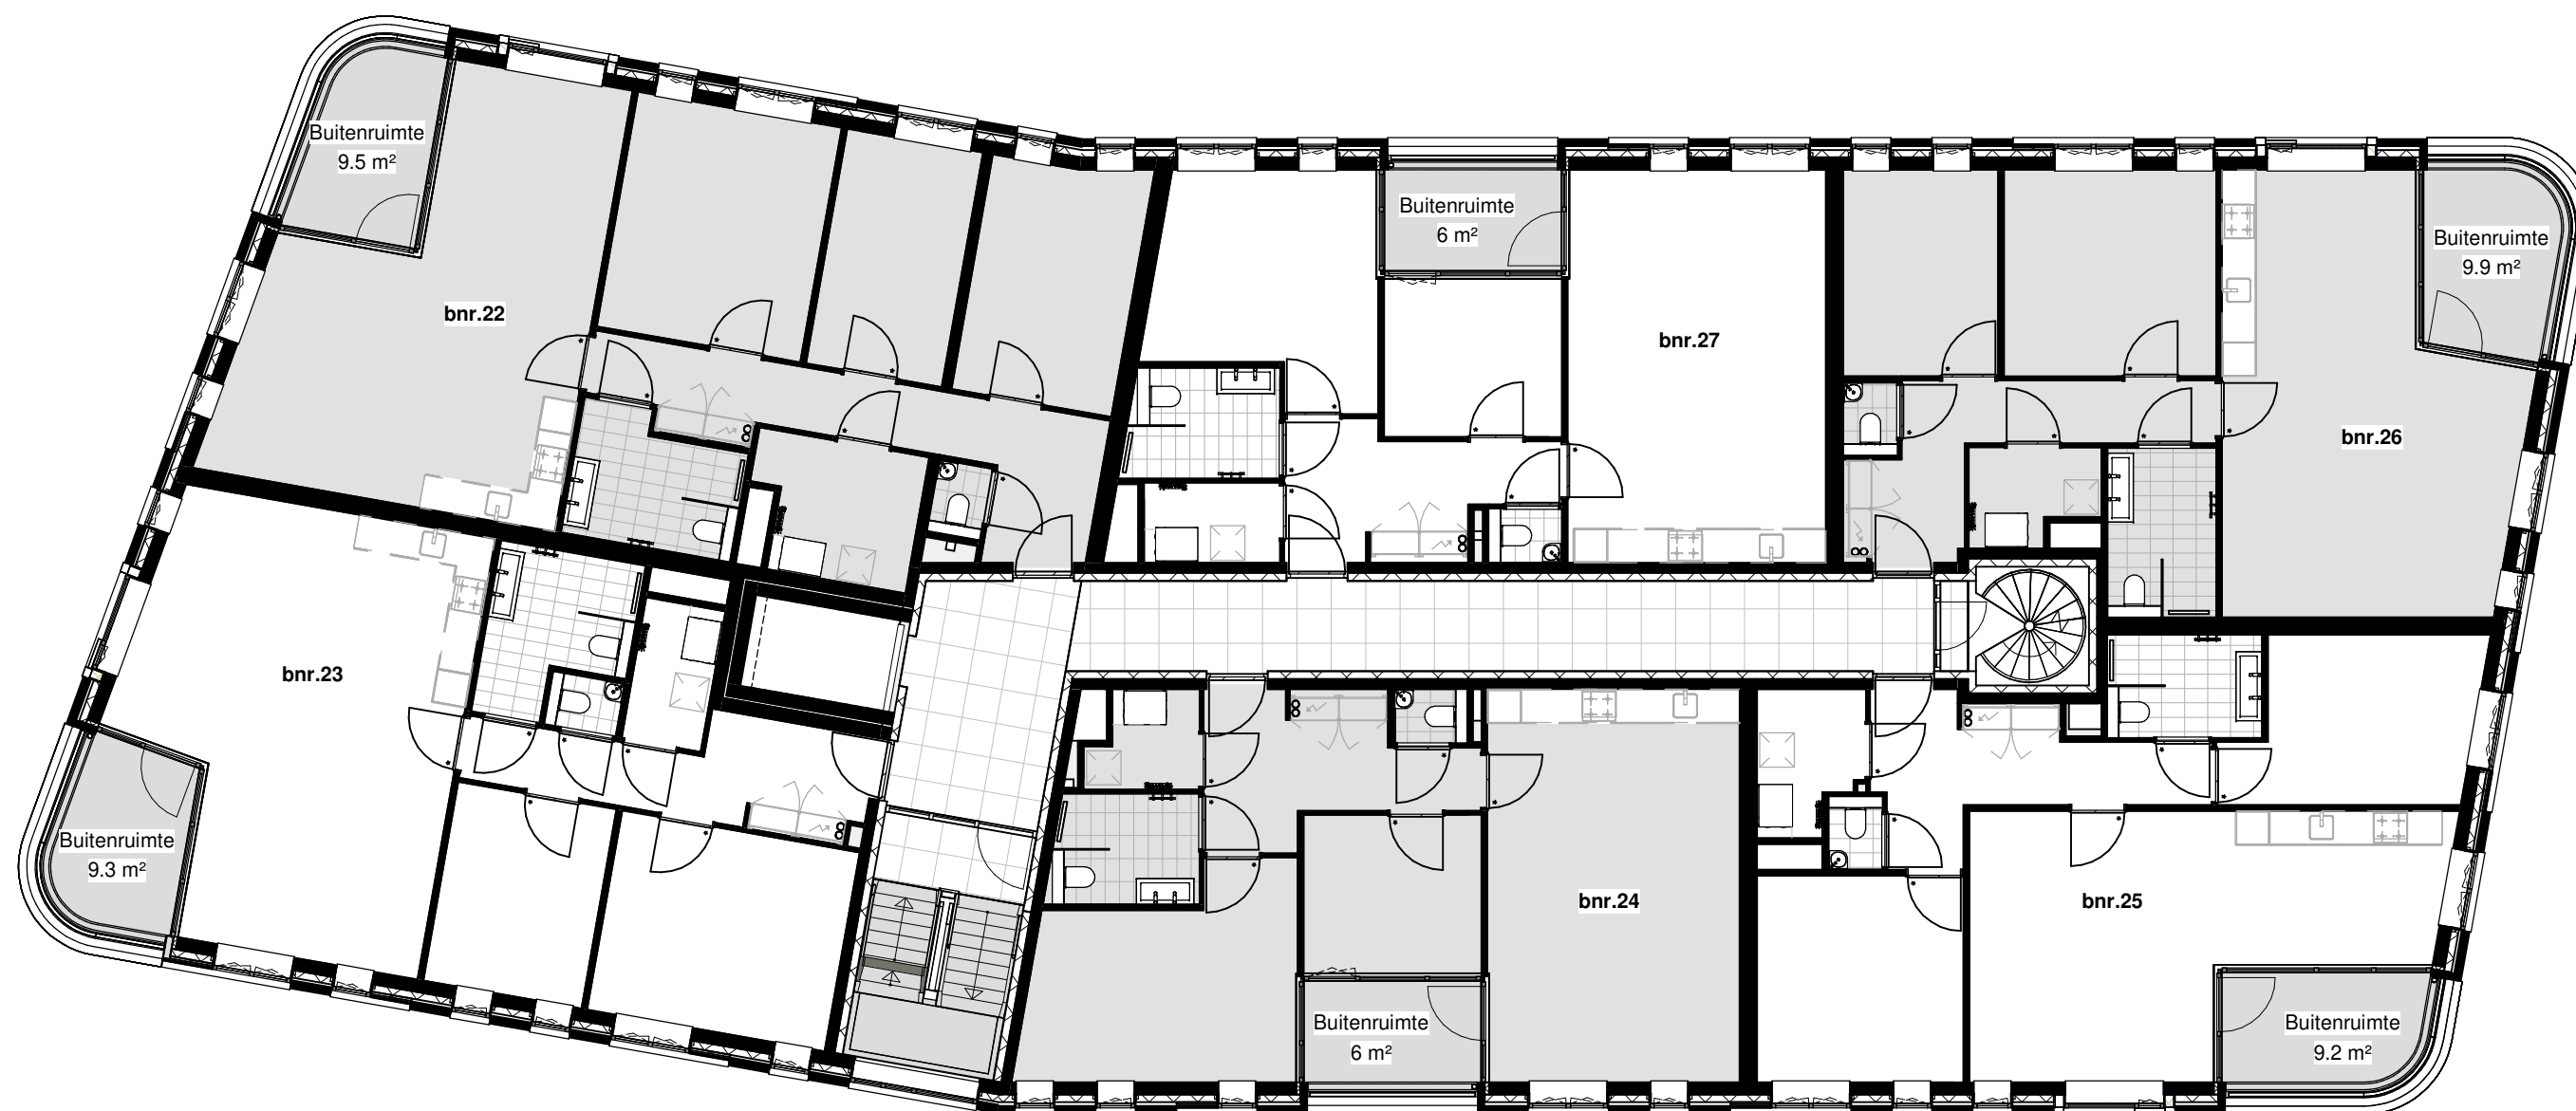 Buitenruimte
9.5 m²
bnr.22
Buitenruimte
6 m²
bnr.27
Buitenruimte
9.9 m²
bnr.26
bnr.23
Buitenruimte
9.3 m²
bnr.24
Buitenruimte
6 m²
bnr.25
Buitenruimte
9.2 m²